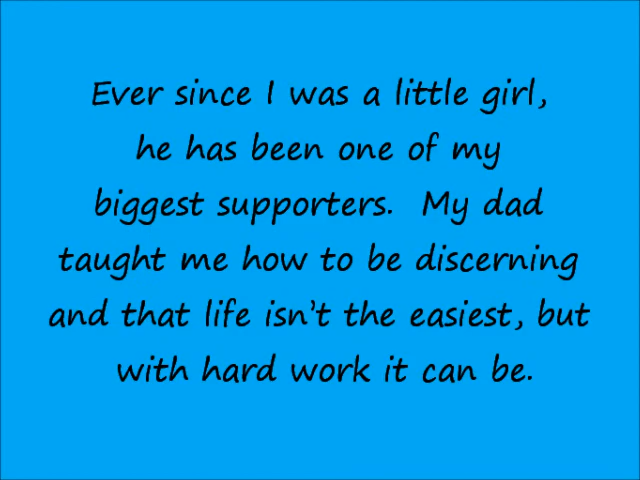 Ever since I was a little girl,
he has been one of my
biggest supporters.  My dad
taught me how to be discerning
and that life isn’t the easiest, but
with hard work it can be.